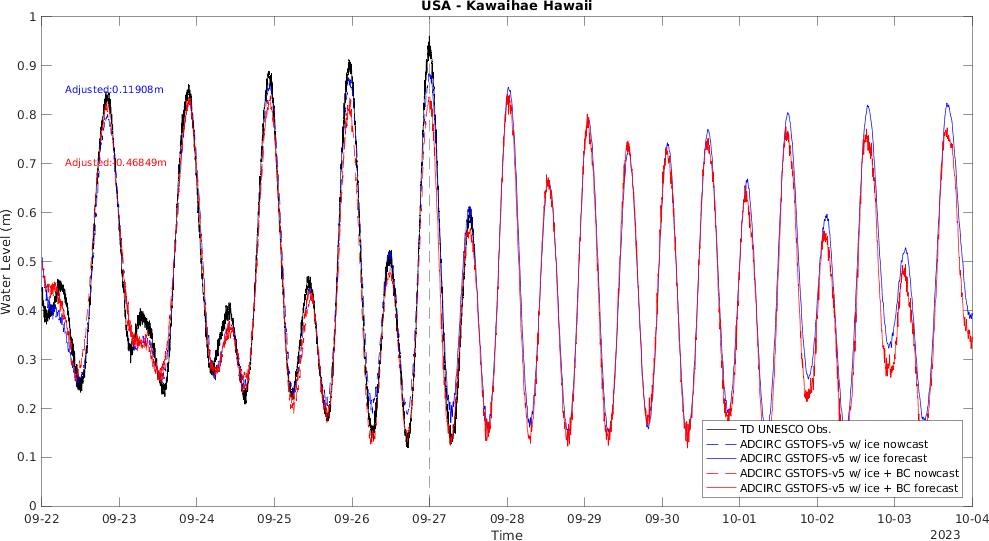 USA - Kawaihae Hawaii
1
0.9
Adjusted:0.11908m
0.8
0.7
Adjusted:-0.46849m
0.6
0.5
0.4
0.3
0.2
0.1
0
Water Level (m)
TD UNESCO Obs.
ADCIRC GSTOFS-v5 w/ ice nowcast
ADCIRC GSTOFS-v5 w/ ice forecast
ADCIRC GSTOFS-v5 w/ ice + BC nowcast
ADCIRC GSTOFS-v5 w/ ice + BC forecast
09-22 09-23 09-24 09-25 09-26 09-27 09-28 09-29 09-30 10-01 10-02 10-03 10-04
Time
2023